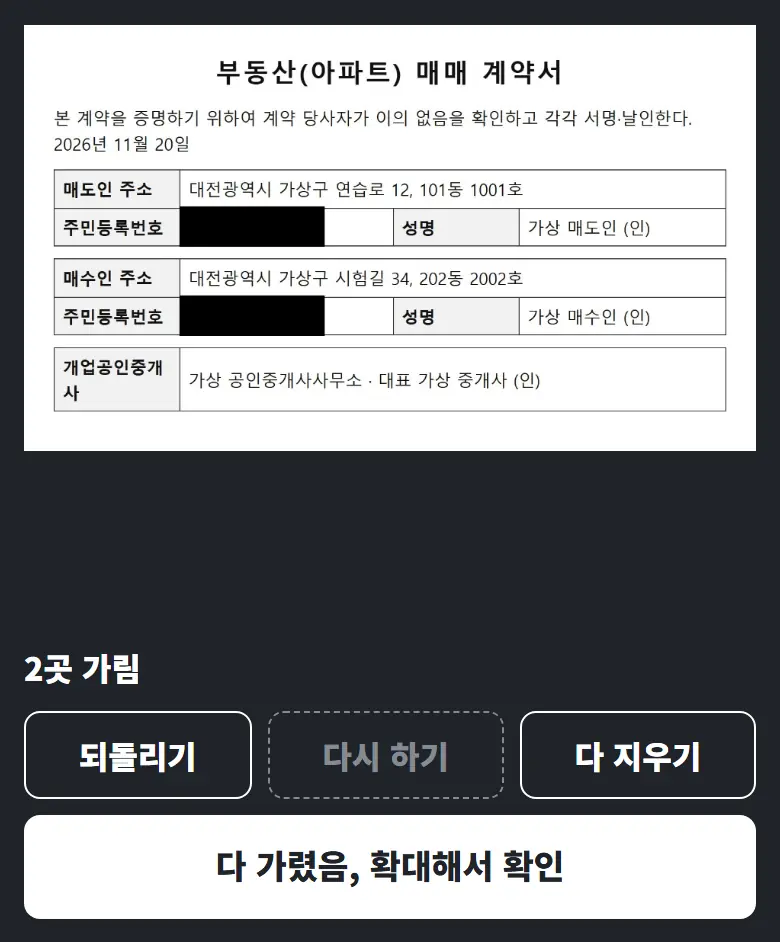 부동산(아파트) 매매 계약서
본 계약을 증명하기 위하여 계약 당사자가 이의 없음을 확인하고 각각 서명·날인한다.
2026년 11월 20일
매도인 주소 대전광역시 가상구 연습로 12, 101동 1001호
주민등록번호 성명 가상 매도인 (인)
매수인 주소 대전광역시 가상구 시험길 34, 202동 2002호
주민등록번호 성명 가상 매수인 (인)
개업공인중개
사
가상 공인중개사사무소 · 대표 가상 중개사 (인)
2곳 가림
되돌리기 다시 하기 다 지우기
다 가렸음, 확대해서 확인